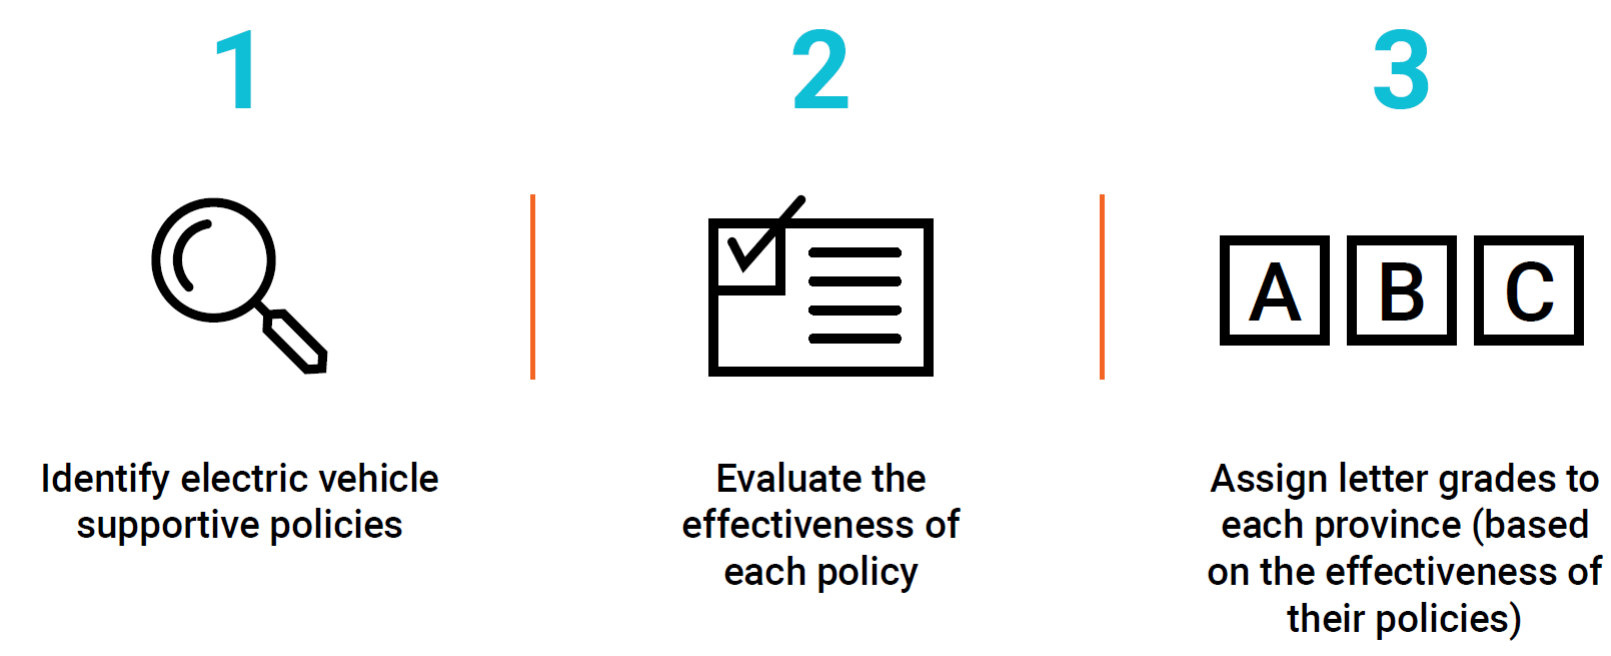 1
Identify electric vehicle
supportive policies
2
Evaluate the
effectiveness of
each policy
3
A B C
Assign letter grades to
each province (based
on the effectiveness of
their policies)